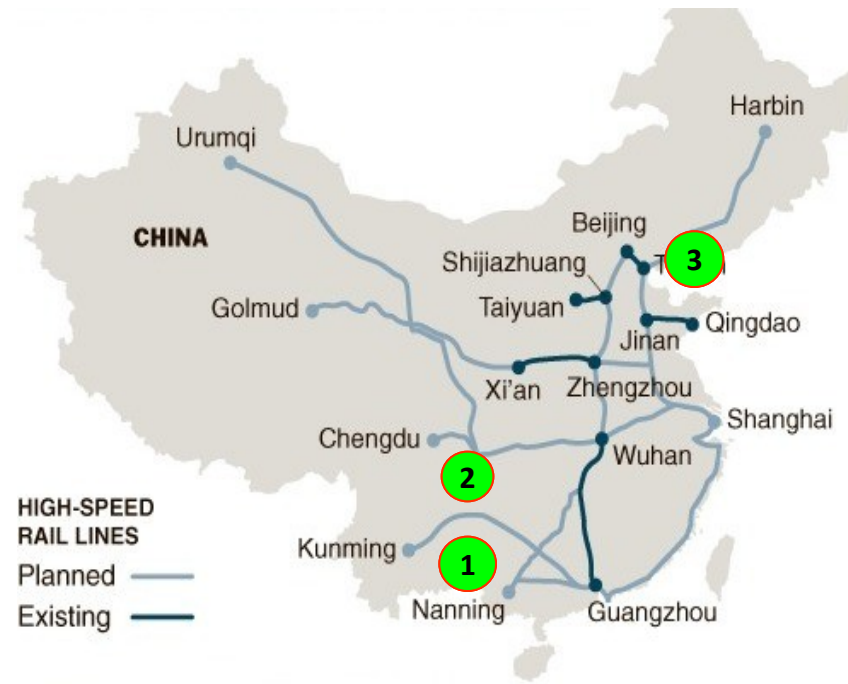 Harbin
Urumqi
Beijing
CHINA
Shijiazhuang
3
Golmud
Taiyuan
Qingdao
Jinan
Xi'an
Zhengzhou
Shanghai
Chengdu
Wuhan
2
HIGH-SPEED
RAIL LINES
Kunming
1
Planned
Nanning
Guangzhou
Existing